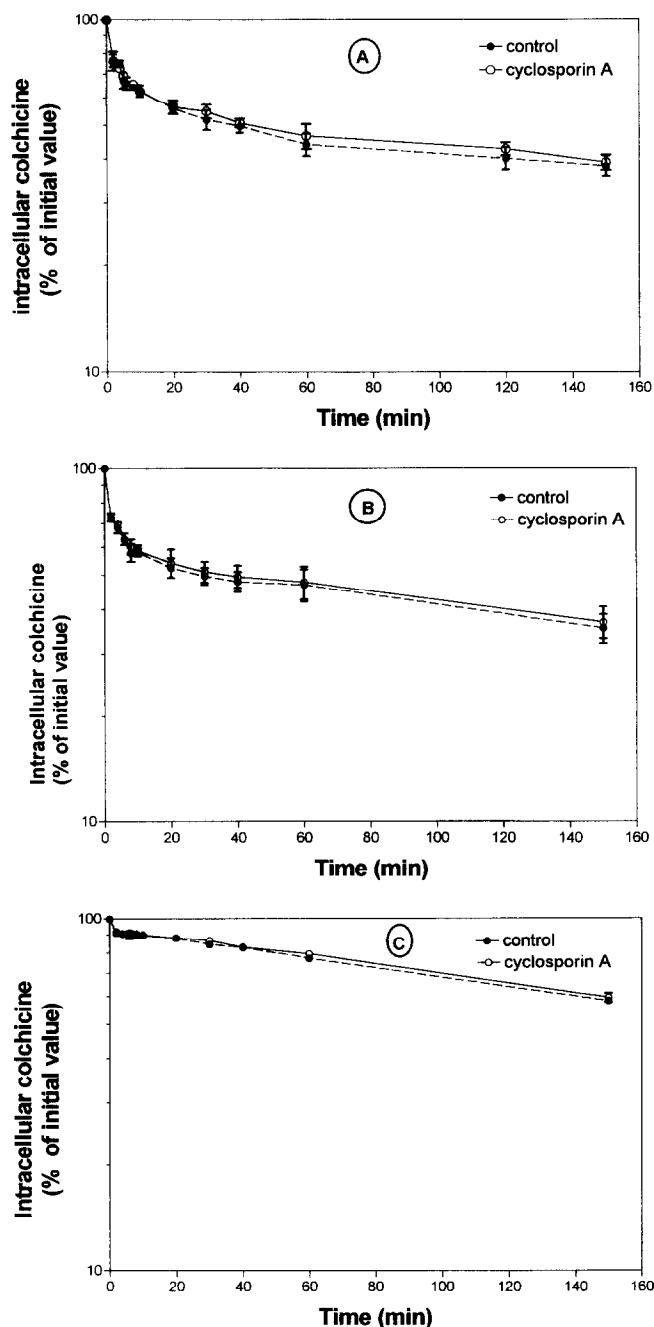 100
A
control
cyclosporin A
intracellular colchicine
(% of initial value)
10
0 20 40 60 80 100 120 140 160
Time (min)
100
B
control
cyclosporin A
Intracellular colchicine
(% of initial value)
10
0 20 40 60 80 100 120 140 160
Time (min)
100
C
control
cyclosporin A
Intracellular colchicine
(% of initial value)
10
0 20 40 60 80 100 120 140 160
Time (min)